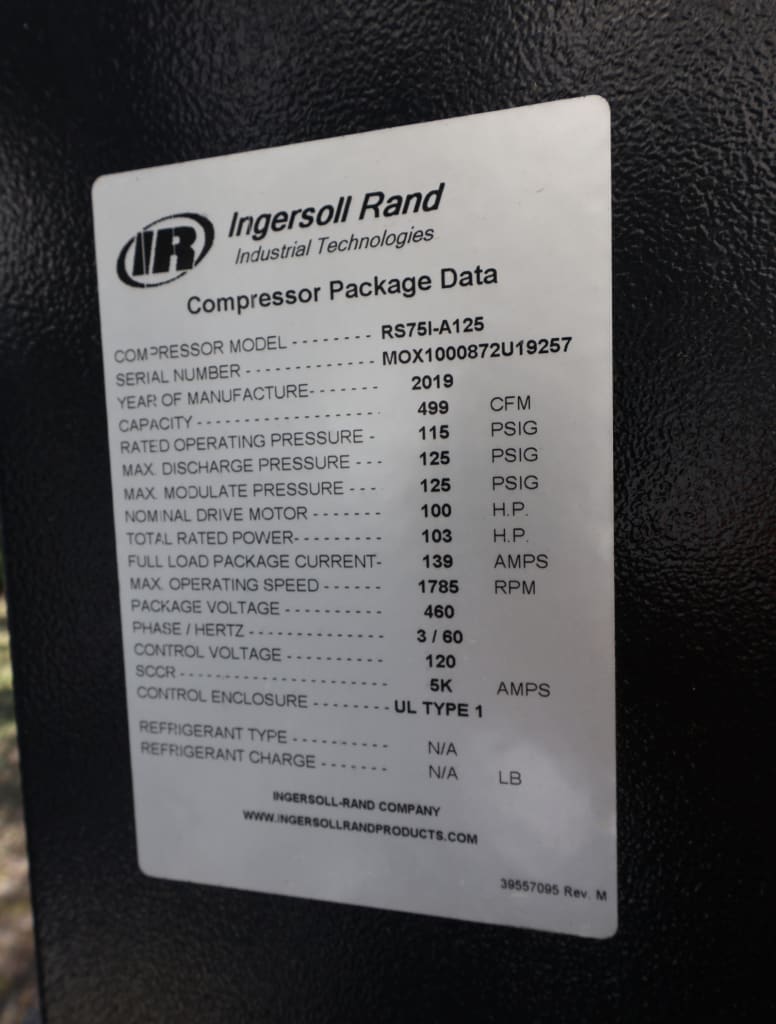 IR Ingersoll Rand
Industrial Technologies
Compressor Package Data
COMPRESSOR MODEL - - - - - - - - RS75I-A125
SERIAL NUMBER - - - - - - - - - - - - - MOX1000872U19257
YEAR OF MANUFACTURE- - - - - - - 2019
CAPACITY - - - - - - - - - - - - - - - - - - 499 CFM
RATED OPERATING PRESSURE - 115 PSIG
MAX. DISCHARGE PRESSURE - - - 125 PSIG
MAX. MODULATE PRESSURE - - - 125 PSIG
NOMINAL DRIVE MOTOR - - - - - - - 100 H.P.
TOTAL RATED POWER- - - - - - - - - 103 H.P.
FULL LOAD PACKAGE CURRENT- 139 AMPS
MAX. OPERATING SPEED - - - - - - 1785 RPM
PACKAGE VOLTAGE - - - - - - - - - - 460
PHASE / HERTZ - - - - - - - - - - - - - - 3 / 60
CONTROL VOLTAGE - - - - - - - - - - 120
SCCR - - - - - - - - - - - - - - - - - - - - - 5K AMPS
CONTROL ENCLOSURE - - - - - - - - UL TYPE 1
REFRIGERANT TYPE - - - - - - - - - - N/A
REFRIGERANT CHARGE - - - - - - - N/A LB
INGERSOLL-RAND COMPANY
WWW.INGERSOLLRANDPRODUCTS.COM
39557095 Rev. M